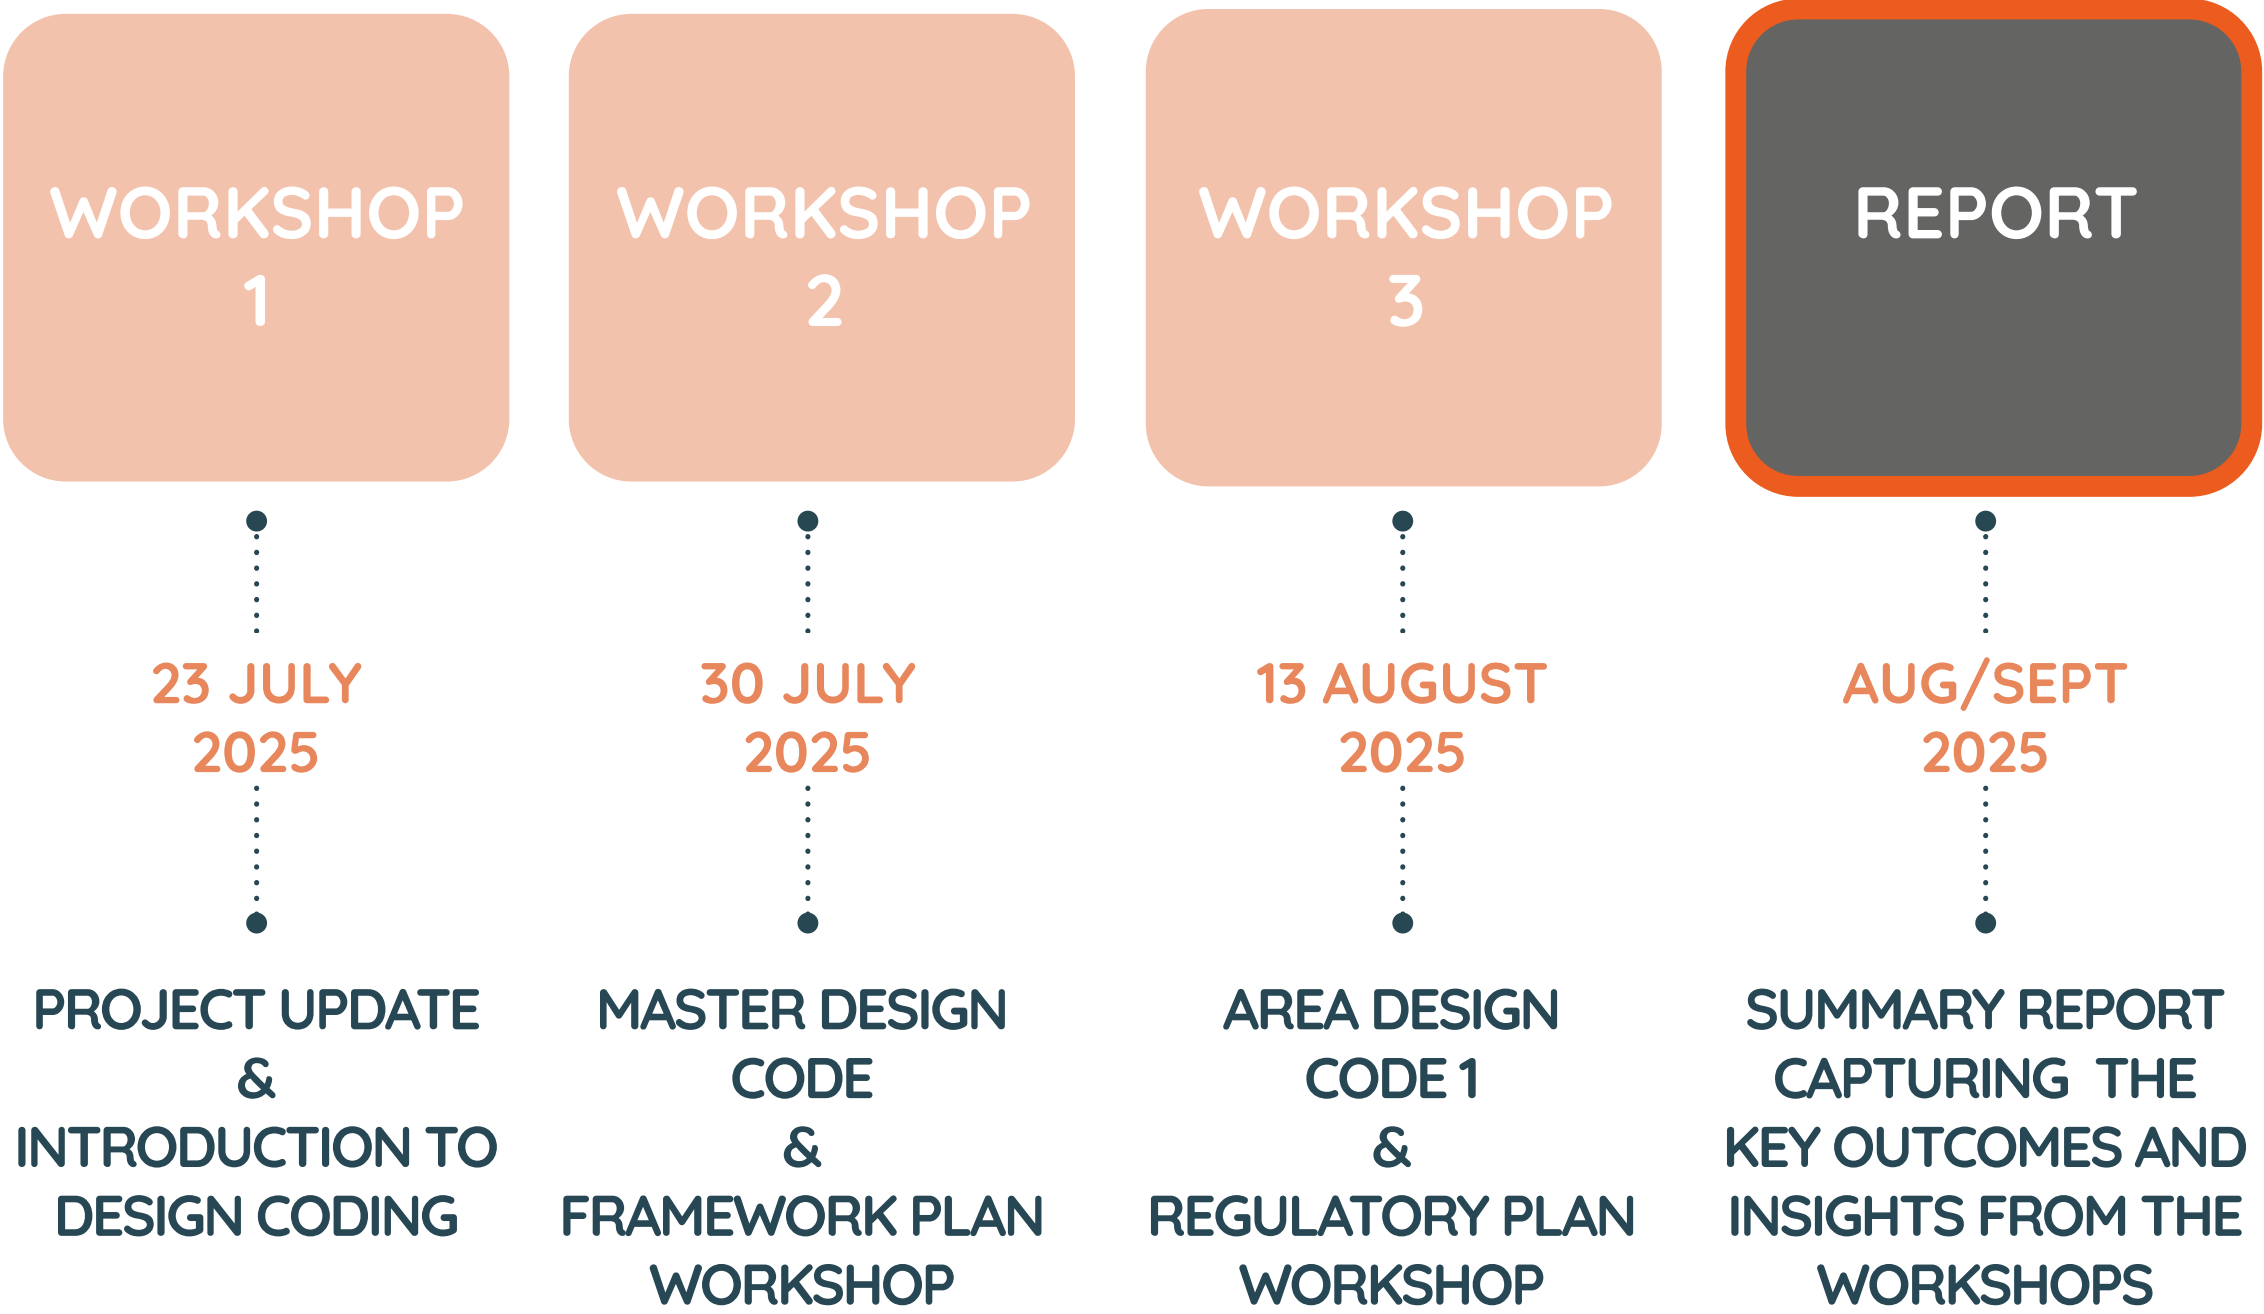 WORKSHOP
1
23 JULY
2025
PROJECT UPDATE
&
INTRODUCTION TO
DESIGN CODING
WORKSHOP
2
30 JULY
2025
MASTER DESIGN
CODE
&
FRAMEWORK PLAN
WORKSHOP
WORKSHOP
3
13 AUGUST
2025
AREA DESIGN
CODE 1
&
REGULATORY PLAN
WORKSHOP
REPORT
AUG/SEPT
2025
SUMMARY REPORT
CAPTURING THE
KEY OUTCOMES AND
INSIGHTS FROM THE
WORKSHOPS